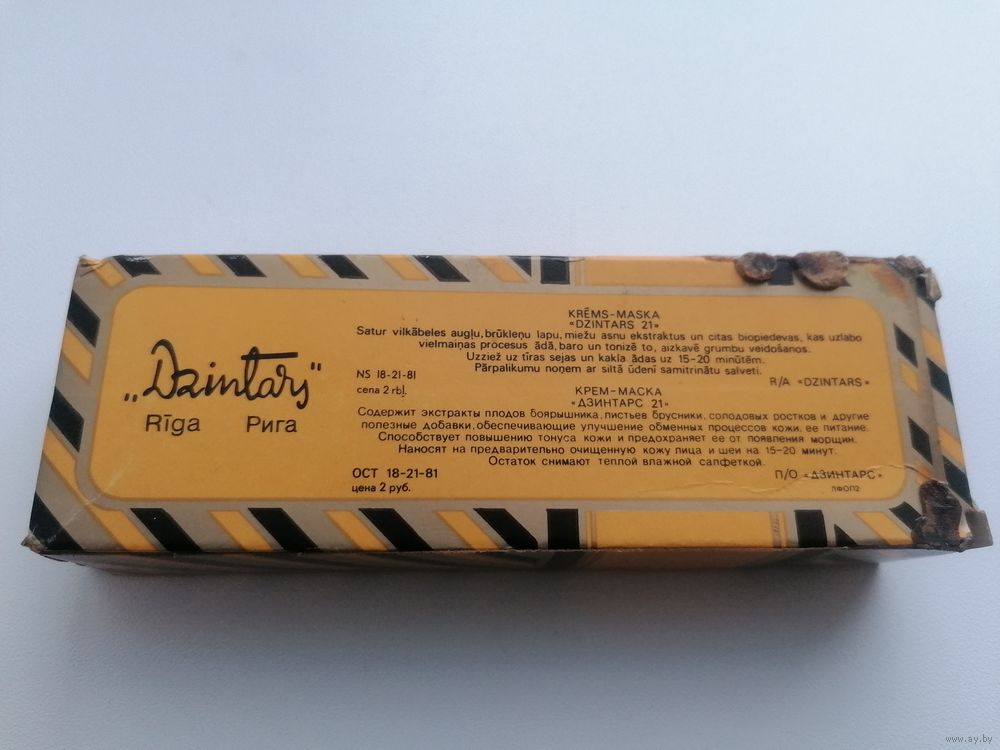 „Dzintars"
Rīga Рига
KRĒMS-MASKA
«DZINTARS 21»
Satur vilkābeles augļu, brūkleņu lapu, miežu asnu ekstraktus un citas biopiedevas, kas uzlabo
vielmaiņas procesus ādā, baro un tonizē to, aizkavē grumbu veidošanos.
Uzziež uz tīras sejas un kakla ādas uz 15-20 minūtēm.
Pārpalikumu noņem ar siltā ūdenī samitrinātu salveti.
NS 18-21-81
R/A «DZINTARS»
cena 2 rbļ.
КРЕМ-МАСКА
«ДЗИНТАРС 21»
Содержит экстракты плодов боярышника, листьев брусники, солодовых ростков и другие
полезные добавки, обеспечивающие улучшение обменных процессов кожи, ее питание.
Способствует повышению тонуса кожи и предохраняет ее от появления морщин.
Наносят на предварительно очищенную кожу лица и шеи на 15-20 минут.
Остаток снимают теплой влажной салфеткой.
ОСТ 18-21-81
П/О «ДЗИНТАРС»
цена 2 руб.
ЛФОП2
www.ay.by